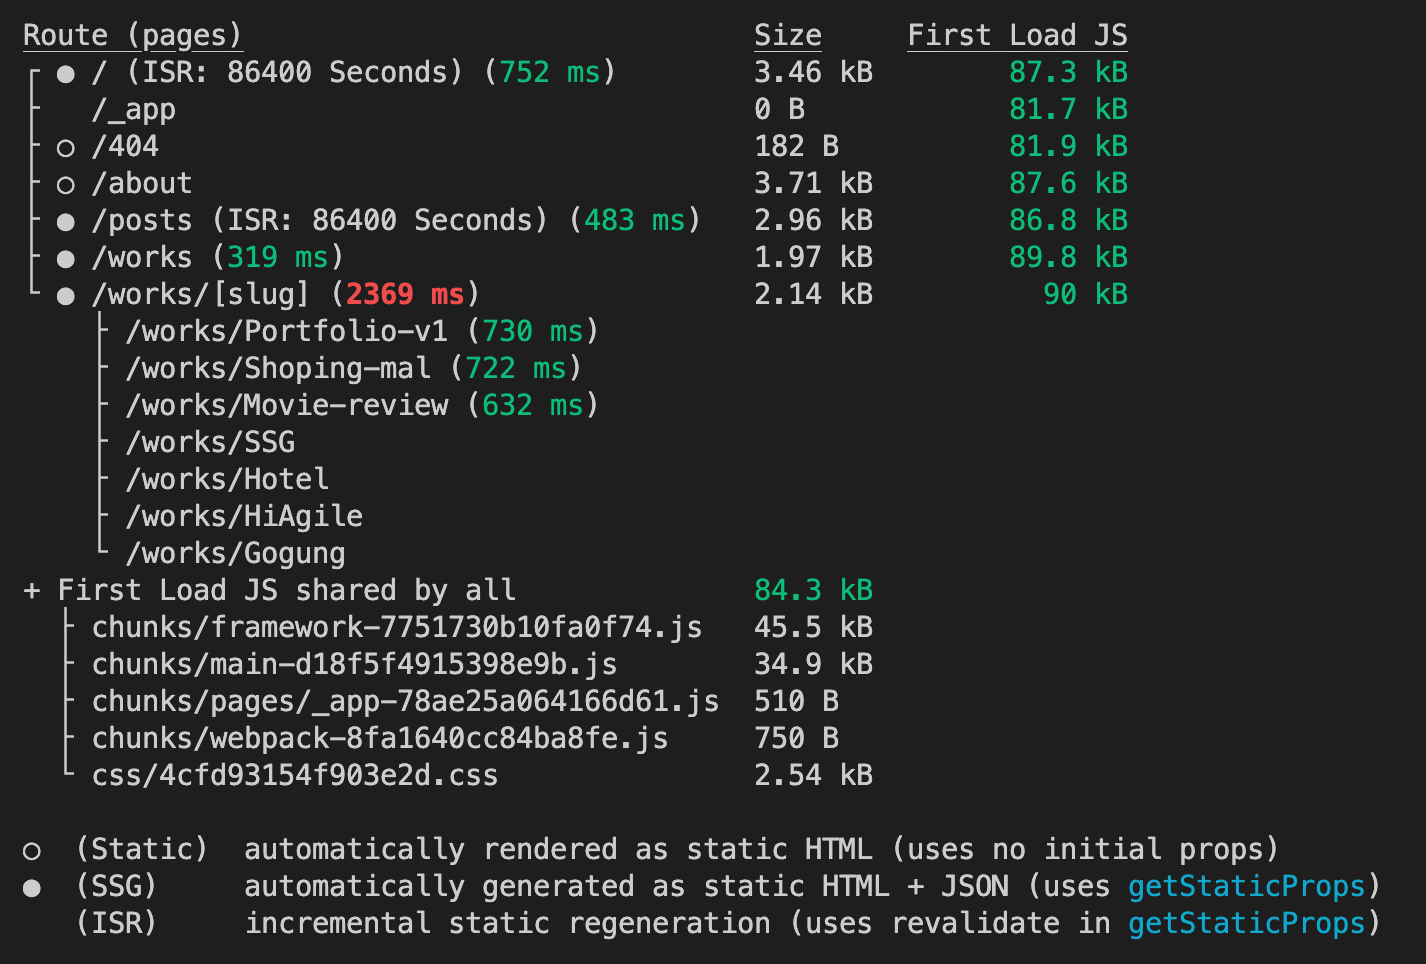 Route (pages) Size First Load JS
┌ ● / (ISR: 86400 Seconds) (752 ms) 3.46 kB 87.3 kB
├   /_app 0 B 81.7 kB
├ ○ /404 182 B 81.9 kB
├ ○ /about 3.71 kB 87.6 kB
├ ● /posts (ISR: 86400 Seconds) (483 ms) 2.96 kB 86.8 kB
├ ● /works (319 ms) 1.97 kB 89.8 kB
└ ● /works/[slug] (2369 ms) 2.14 kB 90 kB
├ /works/Portfolio-v1 (730 ms)
├ /works/Shoping-mal (722 ms)
├ /works/Movie-review (632 ms)
├ /works/SSG
├ /works/Hotel
├ /works/HiAgile
└ /works/Gogung
+ First Load JS shared by all 84.3 kB
├ chunks/framework-7751730b10fa0f74.js 45.5 kB
├ chunks/main-d18f5f4915398e9b.js 34.9 kB
├ chunks/pages/_app-78ae25a064166d61.js 510 B
├ chunks/webpack-8fa1640cc84ba8fe.js 750 B
└ css/4cfd93154f903e2d.css 2.54 kB
○ (Static) automatically rendered as static HTML (uses no initial props)
● (SSG) automatically generated as static HTML + JSON (uses getStaticProps)
(ISR) incremental static regeneration (uses revalidate in getStaticProps)